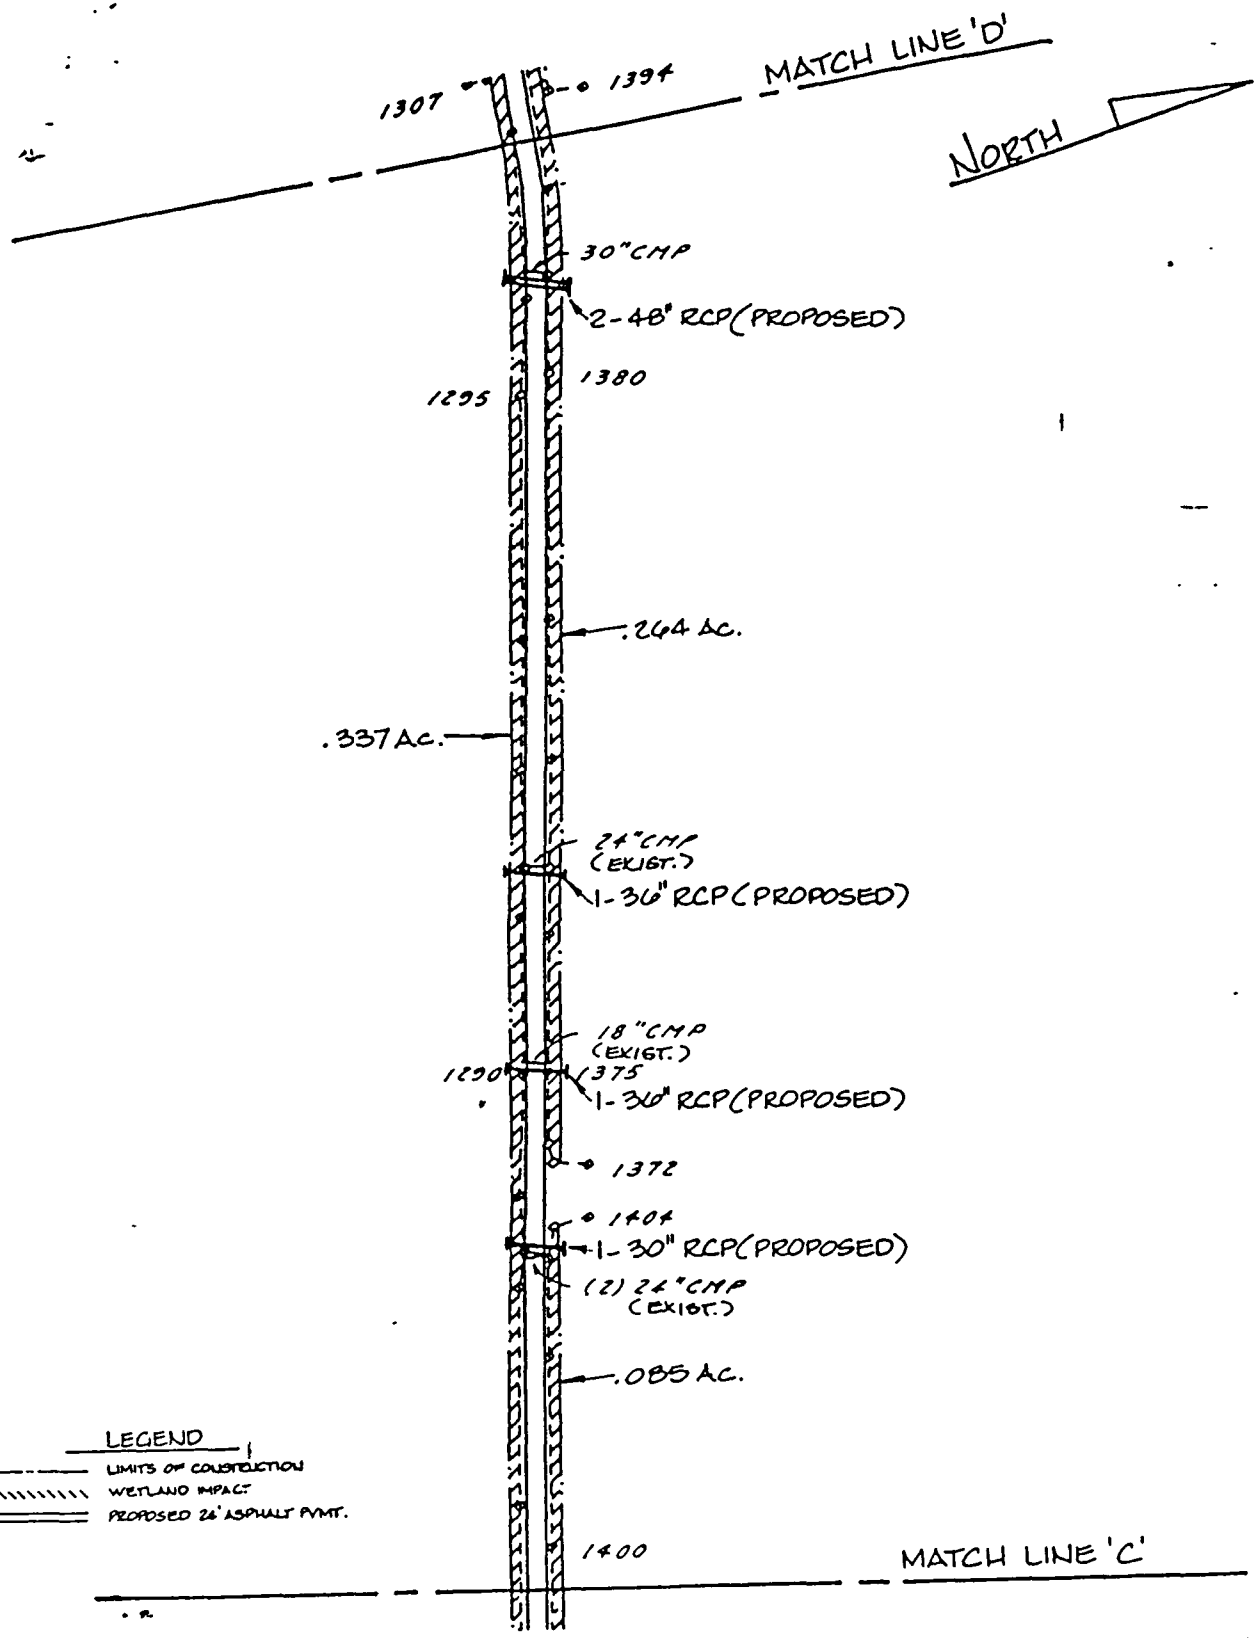 MATCH LINE 'D'
1307
1394
NORTH
30" CMP
2-48" RCP (PROPOSED)
1380
1295
.264 AC.
.337 AC.
24" CMP
(EXIST.)
1-36" RCP (PROPOSED)
18" CMP
(EXIST.)
1290
1375
1-36" RCP (PROPOSED)
1372
1404
1-30" RCP (PROPOSED)
(2) 24" CMP
(EXIST.)
.085 AC.
LEGEND
LIMITS OF CONSTRUCTION
WETLAND IMPACT
PROPOSED 24' ASPHALT PVMT.
1400
MATCH LINE 'C'